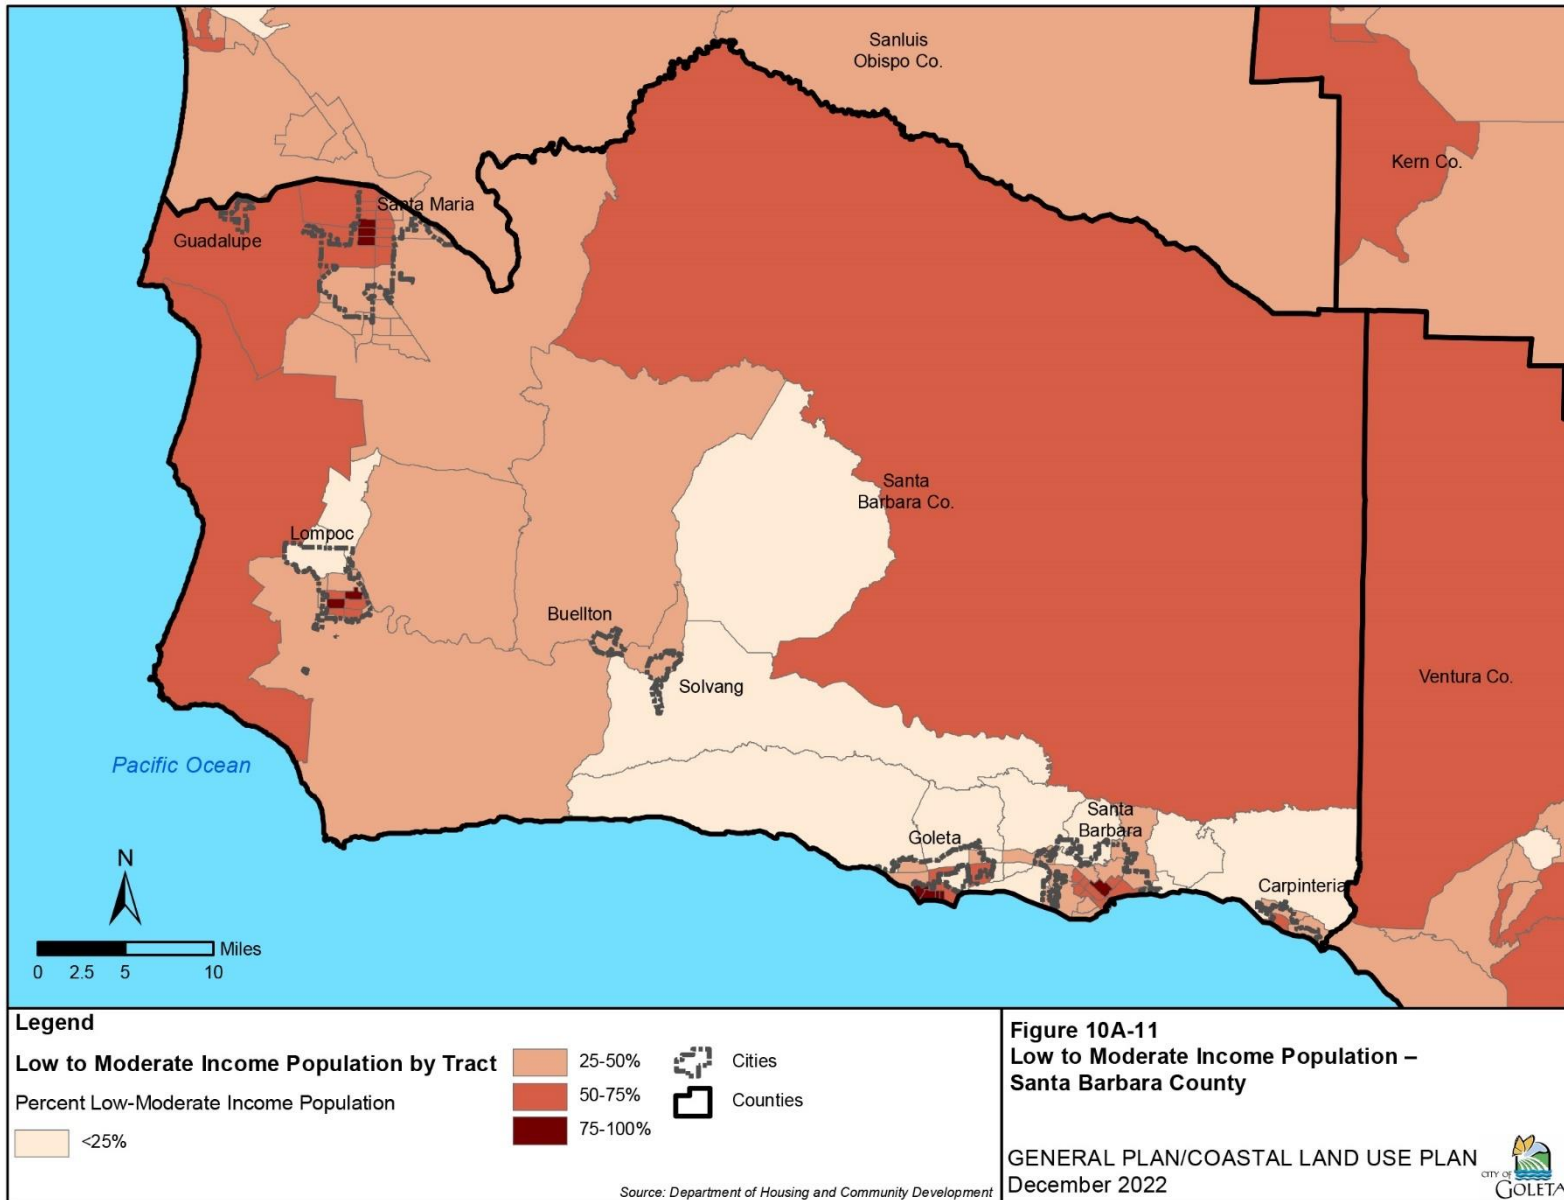 Sanluis
Obispo Co.
Kern Co.
Santa Maria
Guadalupe
Santa
Barbara Co.
Lompoc
Buellton
Solvang
Ventura Co.
Pacific Ocean
Santa
Barbara
Goleta
Carpinteria
N
Miles
0 2.5 5 10
Legend
Low to Moderate Income Population by Tract
Percent Low-Moderate Income Population
<25%
25-50%
50-75%
75-100%
Cities
Counties
Source: Department of Housing and Community Development
Figure 10A-11
Low to Moderate Income Population –
Santa Barbara County
GENERAL PLAN/COASTAL LAND USE PLAN
December 2022
CITY OF
GOLETA